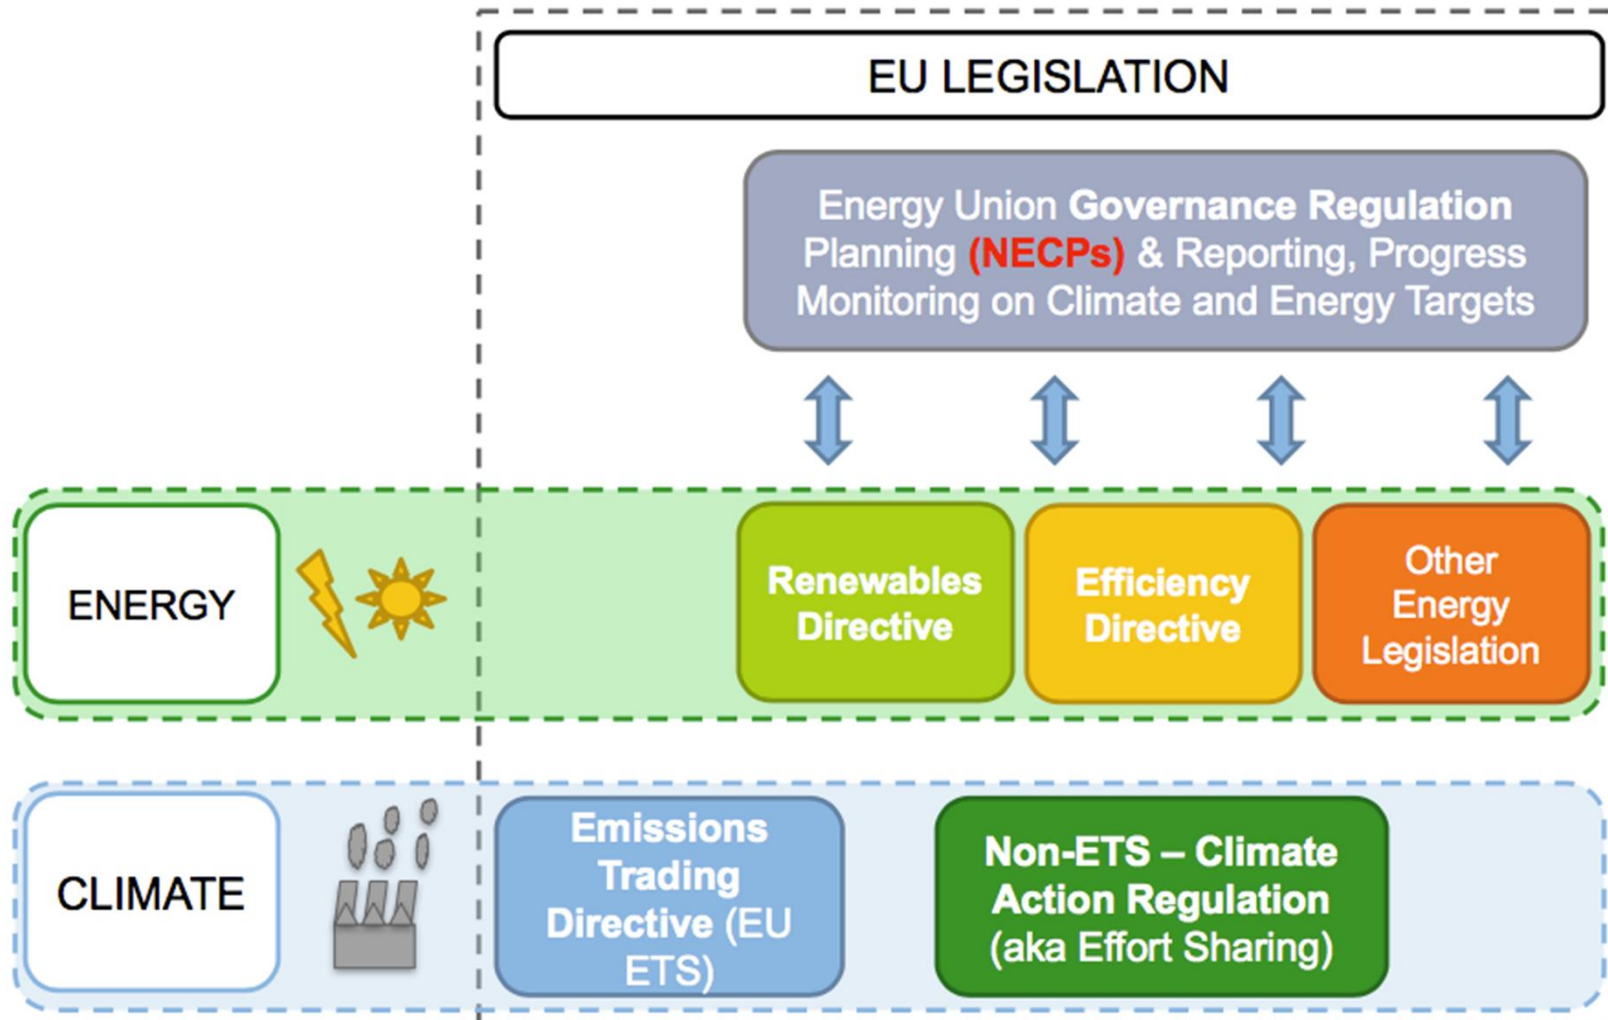 EU LEGISLATION
Energy Union Governance Regulation
Planning (NECPs) & Reporting, Progress
Monitoring on Climate and Energy Targets
ENERGY
Renewables
Directive
Efficiency
Directive
Other
Energy
Legislation
CLIMATE
Emissions
Trading
Directive (EU
ETS)
Non-ETS – Climate
Action Regulation
(aka Effort Sharing)